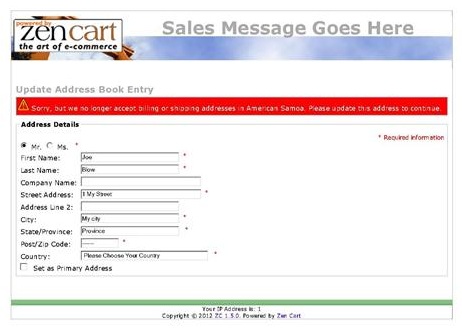 powered by
zen cart
the art of e-commerce
Sales Message Goes Here
Update Address Book Entry
Sorry, but we no longer accept billing or shipping addresses in American Samoa. Please update this address to continue.
Address Details
* Required information
Mr. Ms. *
First Name: Joe *
Last Name: Blow *
Company Name:
Street Address: 1 My Street *
Address Line 2:
City: My city *
State/Province: Province *
Post/Zip Code: ----- *
Country: Please Choose Your Country *
Set as Primary Address
Your IP Address is: 1
Copyright © 2012 ZC 1.5.0. Powered by Zen Cart